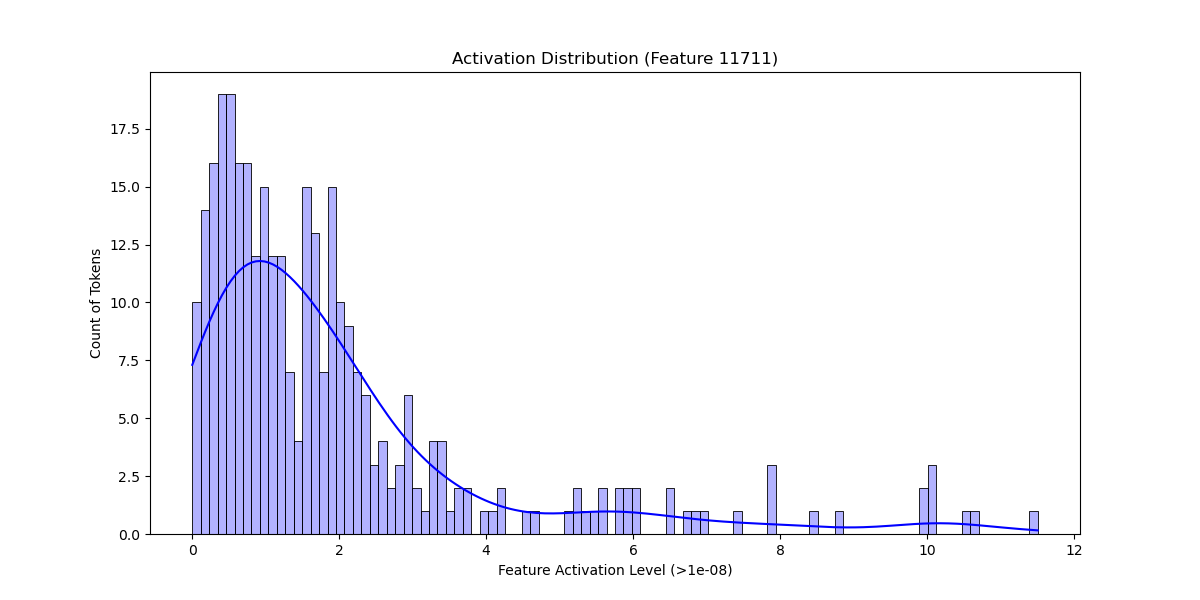 Activation Distribution (Feature 11711)
Count of Tokens
17.5
15.0
12.5
10.0
7.5
5.0
2.5
0.0
0 2 4 6 8 10 12
Feature Activation Level (>1e-08)